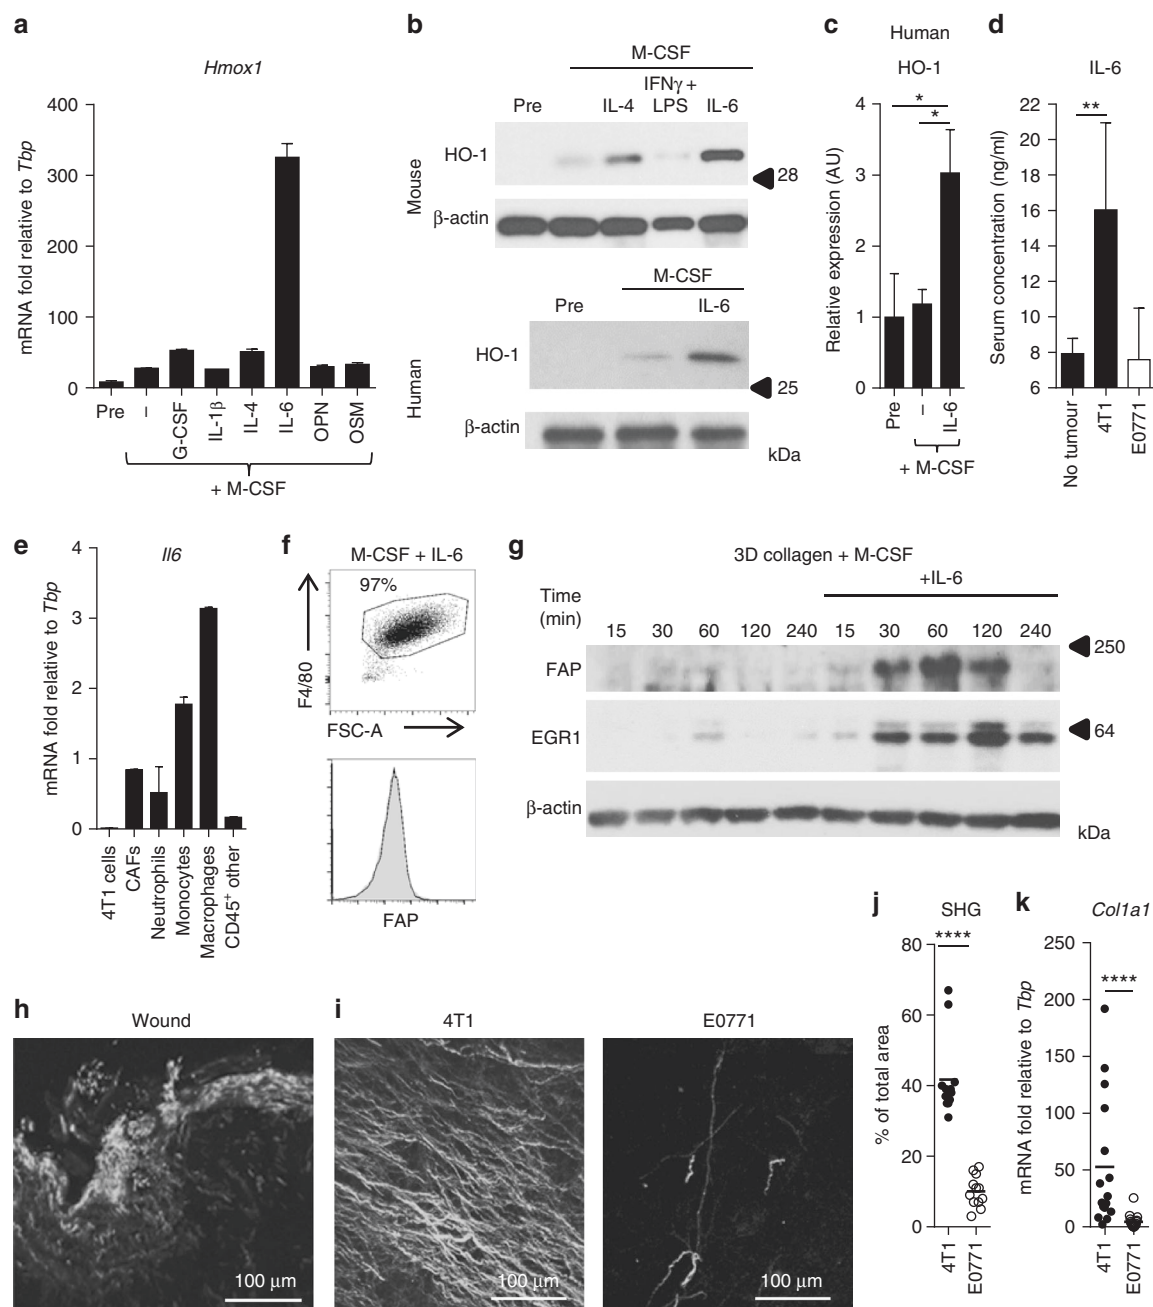 a
Hmox1
mRNA fold relative to Tbp
400
300
200
100
0
Pre
–
G-CSF
IL-1β
IL-4
IL-6
OPN
OSM
+ M-CSF
b
M-CSF
IFNγ +
Pre
IL-4
LPS
IL-6
Mouse
HO-1
28
β-actin
M-CSF
Pre
IL-6
Human
HO-1
25
β-actin
kDa
c
Human
HO-1
Relative expression (AU)
4
3
2
1
0
*
*
Pre
–
IL-6
+ M-CSF
d
IL-6
Serum concentration (ng/ml)
22
20
18
16
14
12
10
8
6
**
No tumour
4T1
E0771
e
Il6
mRNA fold relative to Tbp
4
3
2
1
0
4T1 cells
CAFs
Neutrophils
Monocytes
Macrophages
CD45+ other
f
M-CSF + IL-6
97%
F4/80
FSC-A
FAP
g
3D collagen + M-CSF
+IL-6
Time
(min)
15 30 60 120 240 15 30 60 120 240
FAP
250
EGR1
64
β-actin
kDa
h
Wound
100 μm
i
4T1
100 μm
E0771
100 μm
j
SHG
% of total area
80
60
40
20
0
****
4T1
E0771
k
Col1a1
mRNA fold relative to Tbp
250
200
150
100
50
0
****
4T1
E0771